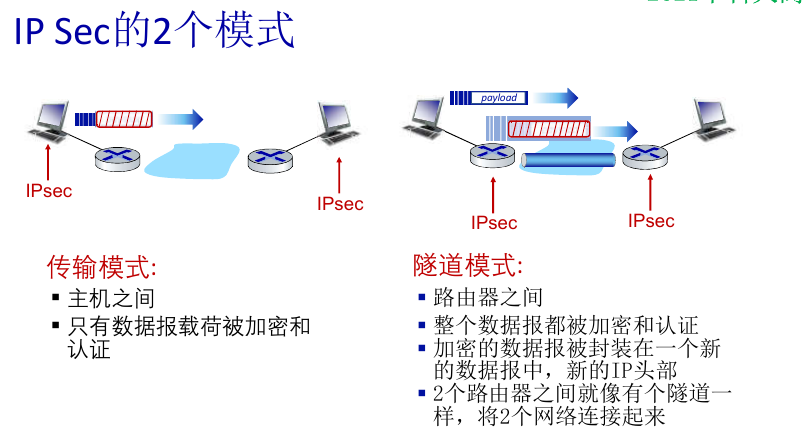 IP Sec的2个模式
payload
IPsec
IPsec
IPsec
IPsec
传输模式:
▪ 主机之间
▪ 只有数据报载荷被加密和
认证
隧道模式:
▪ 路由器之间
▪ 整个数据报都被加密和认证
▪ 加密的数据报被封装在一个新
的数据报中，新的IP头部
▪ 2个路由器之间就像有个隧道一
样，将2个网络连接起来